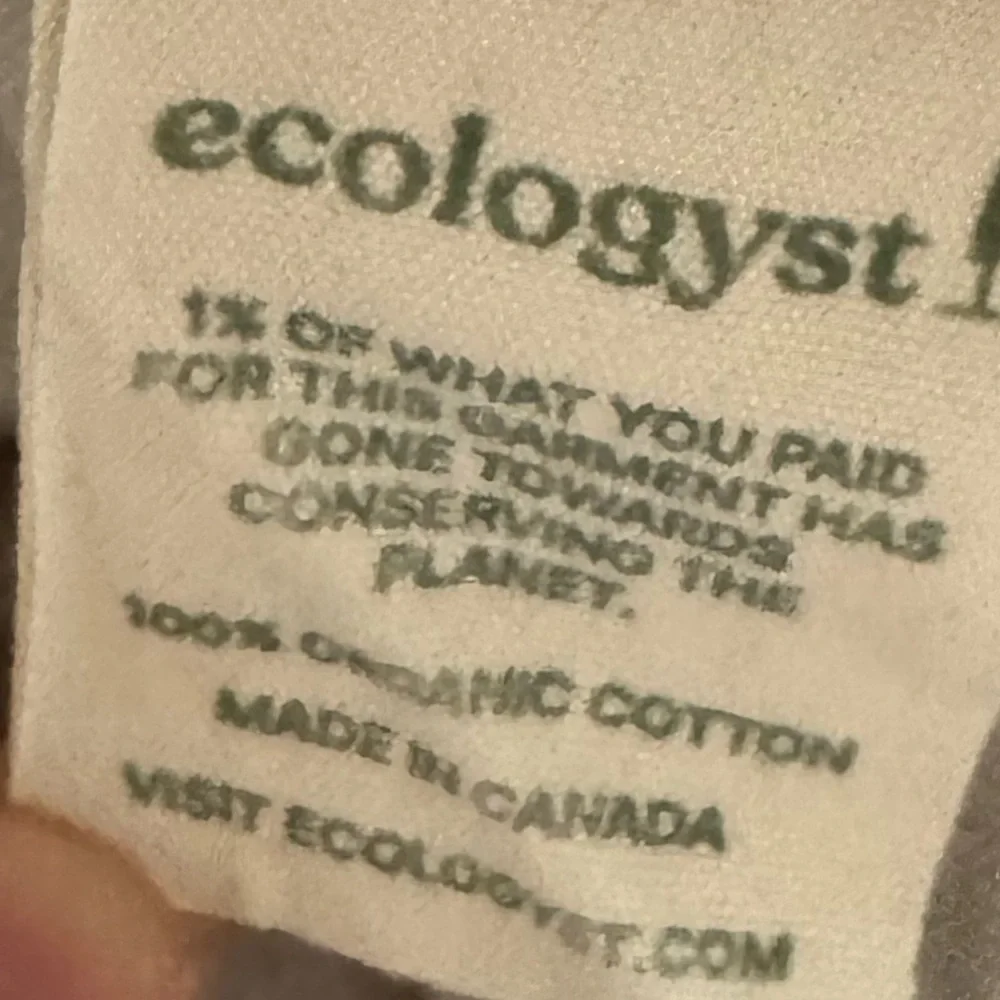 ecologyst
1% OF WHAT YOU PAID
FOR THIS GARMENT HAS
GONE TOWARDS
CONSERVING THE
PLANET.
100% ORGANIC COTTON
MADE IN CANADA
VISIT ECOLOGYST.COM